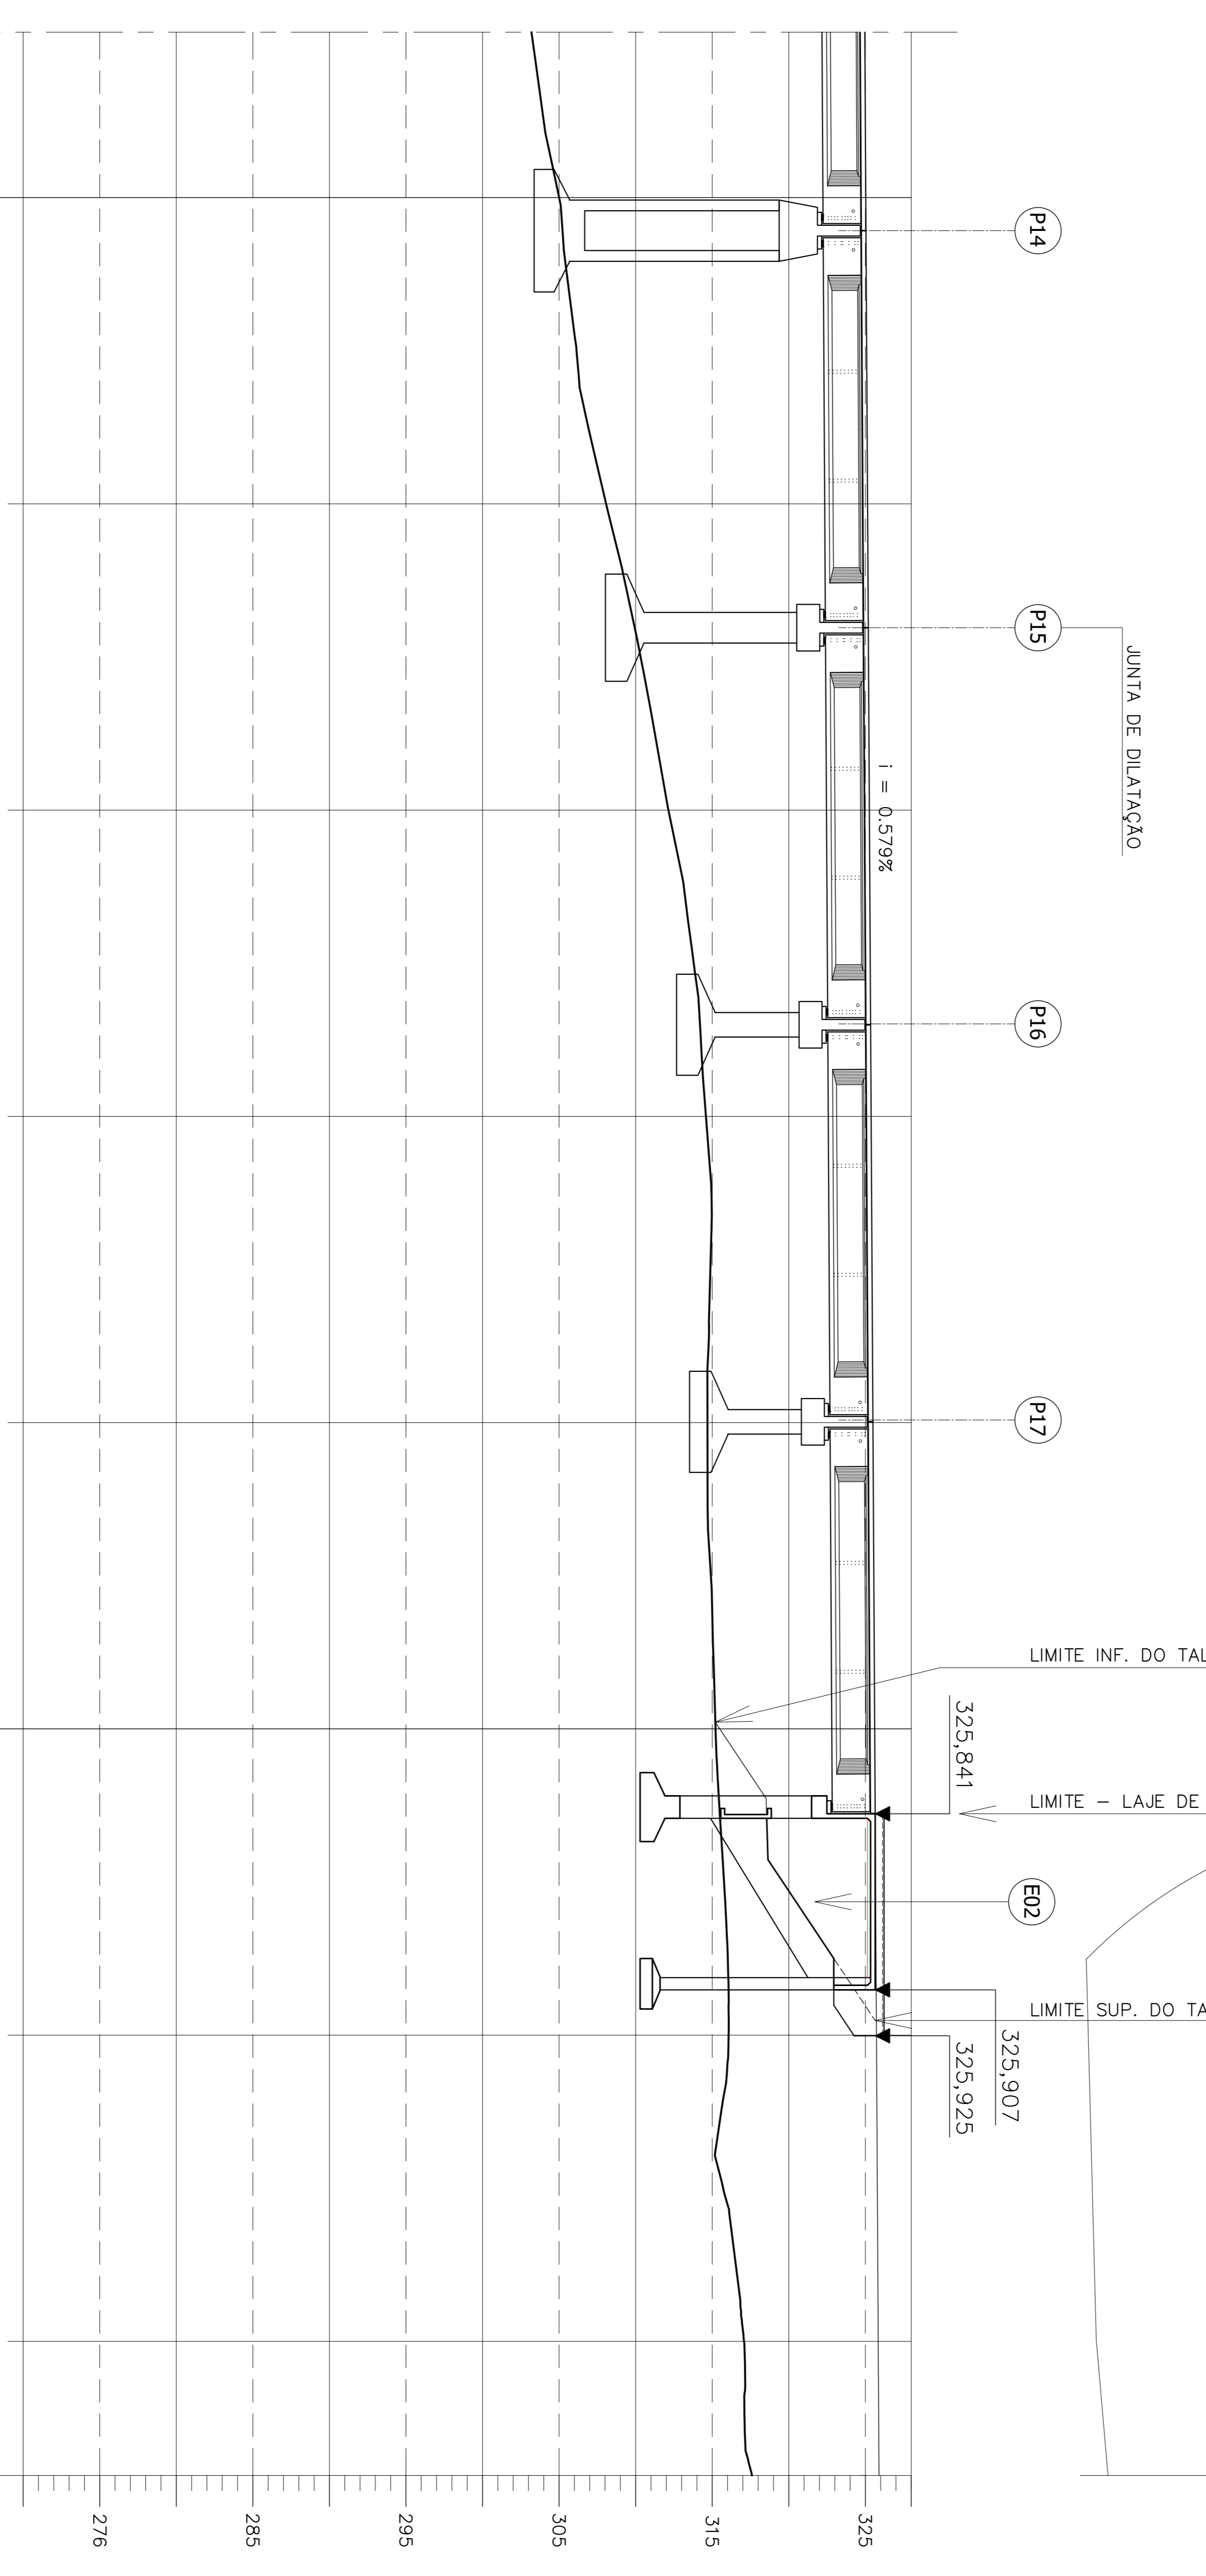 P14
P15
JUNTA DE DILATAÇÃO
i = 0.579%
P16
P17
LIMITE INF. DO TAL
325,841
LIMITE – LAJE DE
E02
LIMITE SUP. DO TA
325,907
325,925
276
285
295
305
315
325